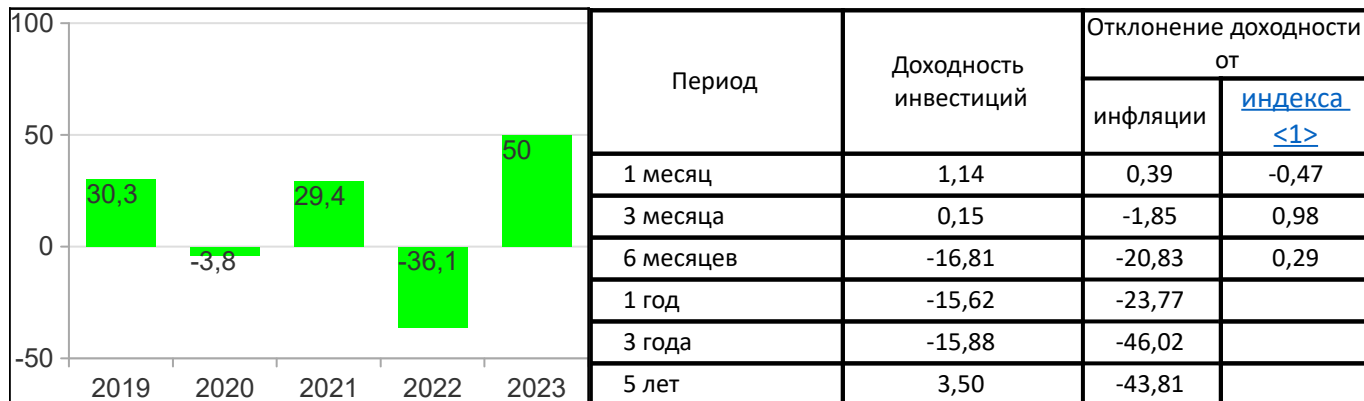 100
50
0
-50
30,3
-3,8
29,4
-36,1
50
2019 2020 2021 2022 2023
Период
Доходность
инвестиций
Отклонение доходности
от
инфляции
индекса
<1>
1 месяц 1,14 0,39 -0,47
3 месяца 0,15 -1,85 0,98
6 месяцев -16,81 -20,83 0,29
1 год -15,62 -23,77
3 года -15,88 -46,02
5 лет 3,50 -43,81